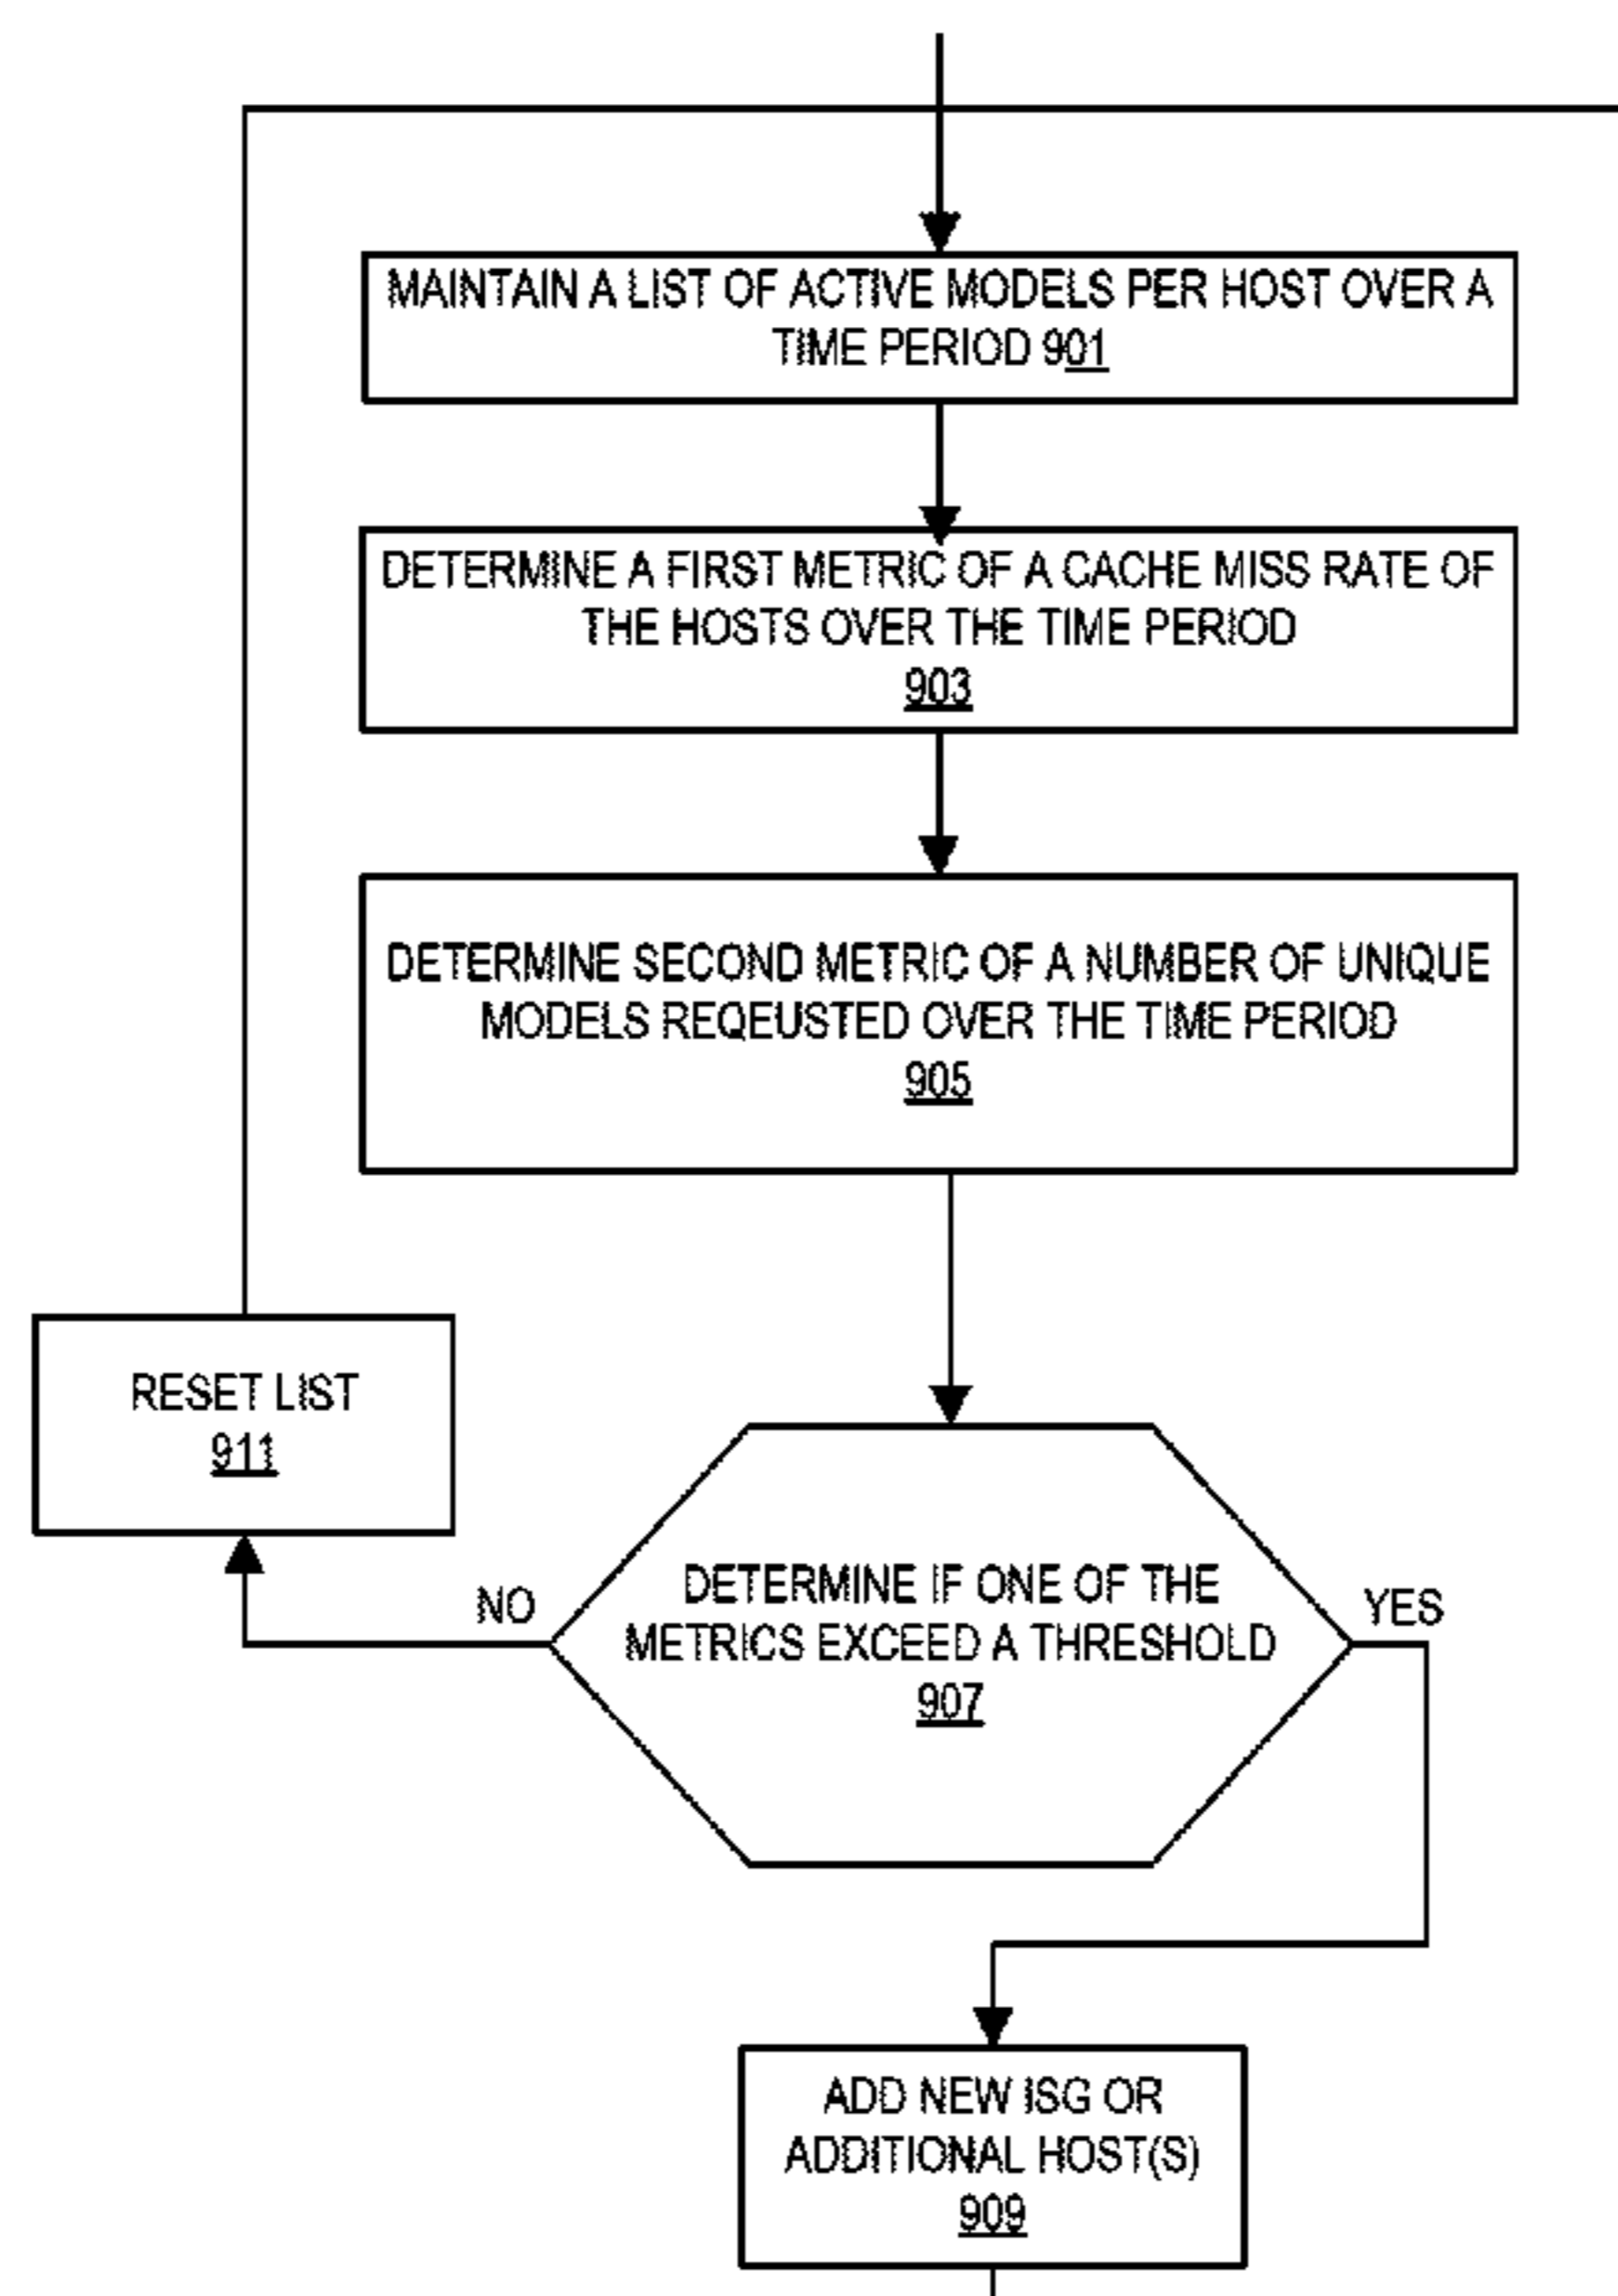 MAINTAIN A LIST OF ACTIVE MODELS PER HOST OVER A
TIME PERIOD 901
DETERMINE A FIRST METRIC OF A CACHE MISS RATE OF
THE HOSTS OVER THE TIME PERIOD
903
DETERMINE SECOND METRIC OF A NUMBER OF UNIQUE
MODELS REQEUSTED OVER THE TIME PERIOD
905
RESET LIST
911
NO
DETERMINE IF ONE OF THE
METRICS EXCEED A THRESHOLD
907
YES
ADD NEW ISG OR
ADDITIONAL HOST(S)
909